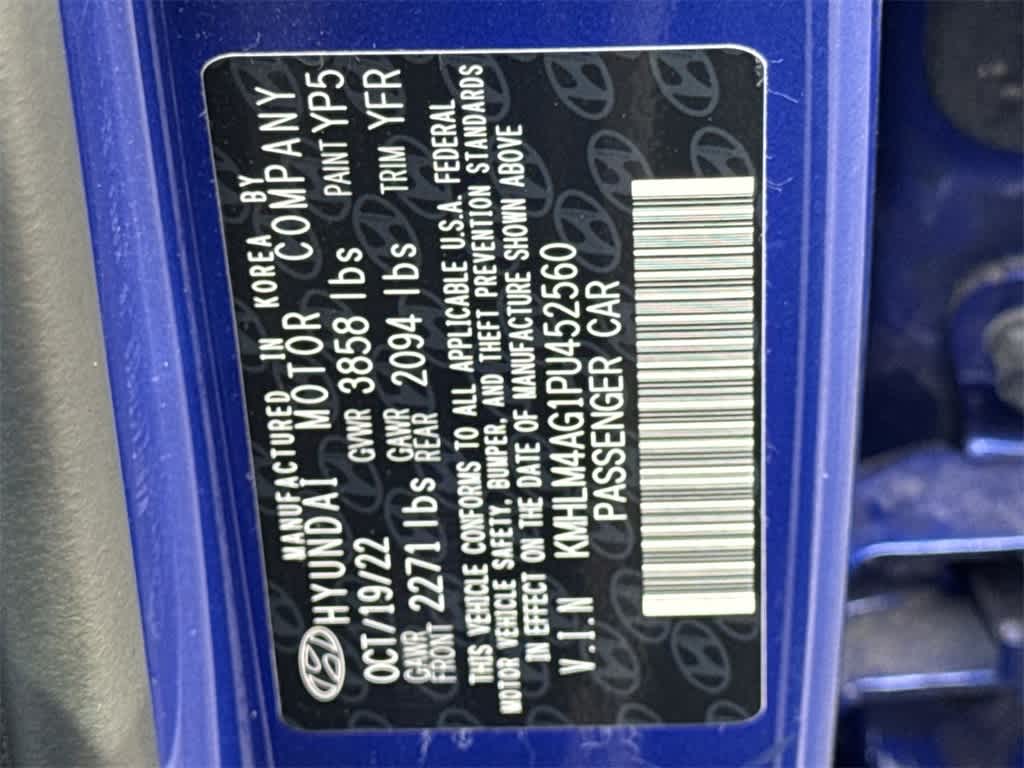 MANUFACTURED IN KOREA BY
HYUNDAI MOTOR COMPANY
OCT/19/22 GVWR 3858 lbs PAINT YP5
GAWR FRONT 2271 lbs GAWR REAR 2094 lbs TRIM YFR
THIS VEHICLE CONFORMS TO ALL APPLICABLE U.S.A. FEDERAL
MOTOR VEHICLE SAFETY, BUMPER, AND THEFT PREVENTION STANDARDS
IN EFFECT ON THE DATE OF MANUFACTURE SHOWN ABOVE
V.I.N KMHLM4AG1PU452560
PASSENGER CAR